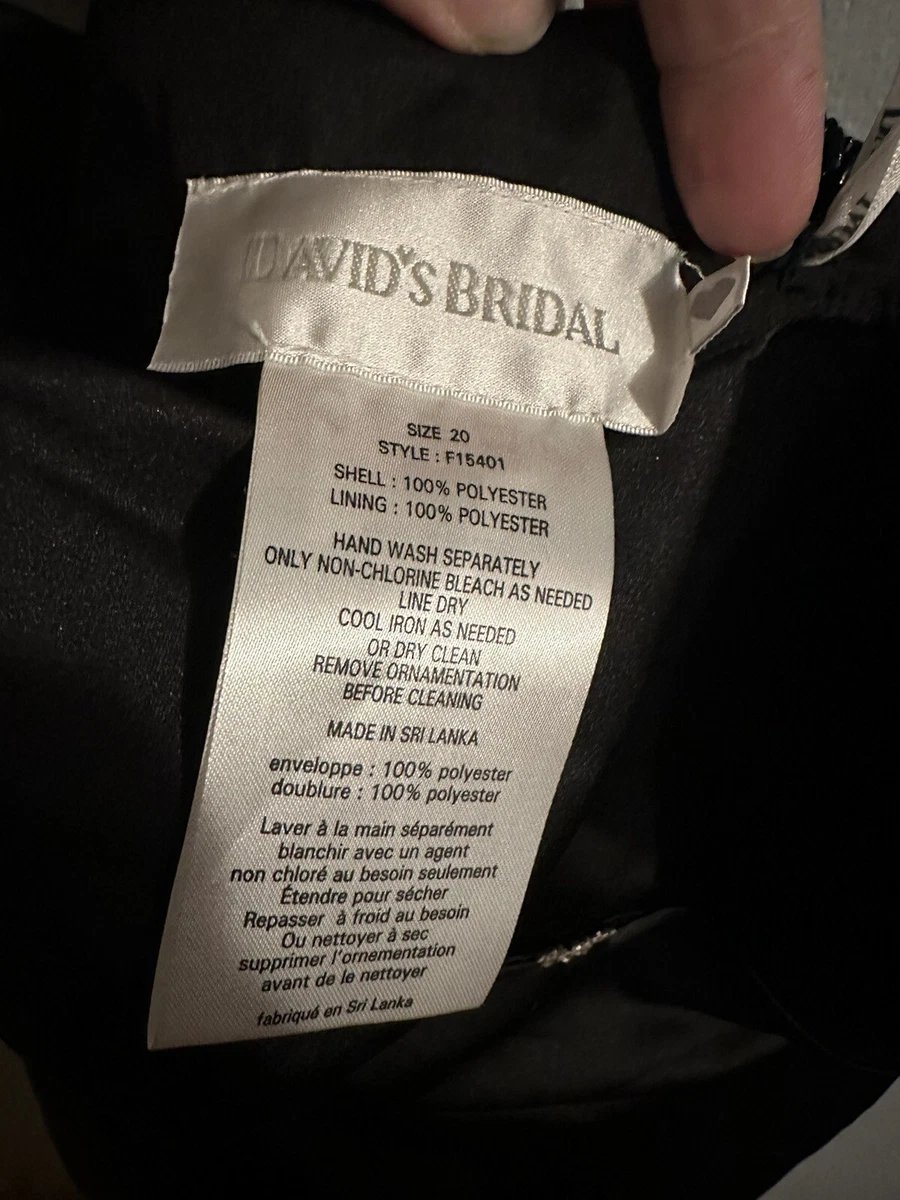 DAVID'S BRIDAL
SIZE 20
STYLE : F15401
SHELL : 100% POLYESTER
LINING : 100% POLYESTER
HAND WASH SEPARATELY
ONLY NON-CHLORINE BLEACH AS NEEDED
LINE DRY
COOL IRON AS NEEDED
OR DRY CLEAN
REMOVE ORNAMENTATION
BEFORE CLEANING
MADE IN SRI LANKA
enveloppe : 100% polyester
doublure : 100% polyester
Laver à la main séparément
blanchir avec un agent
non chloré au besoin seulement
Étendre pour sécher
Repasser à froid au besoin
Ou nettoyer à sec
supprimer l'ornementation
avant de le nettoyer
fabriqué en Sri Lanka